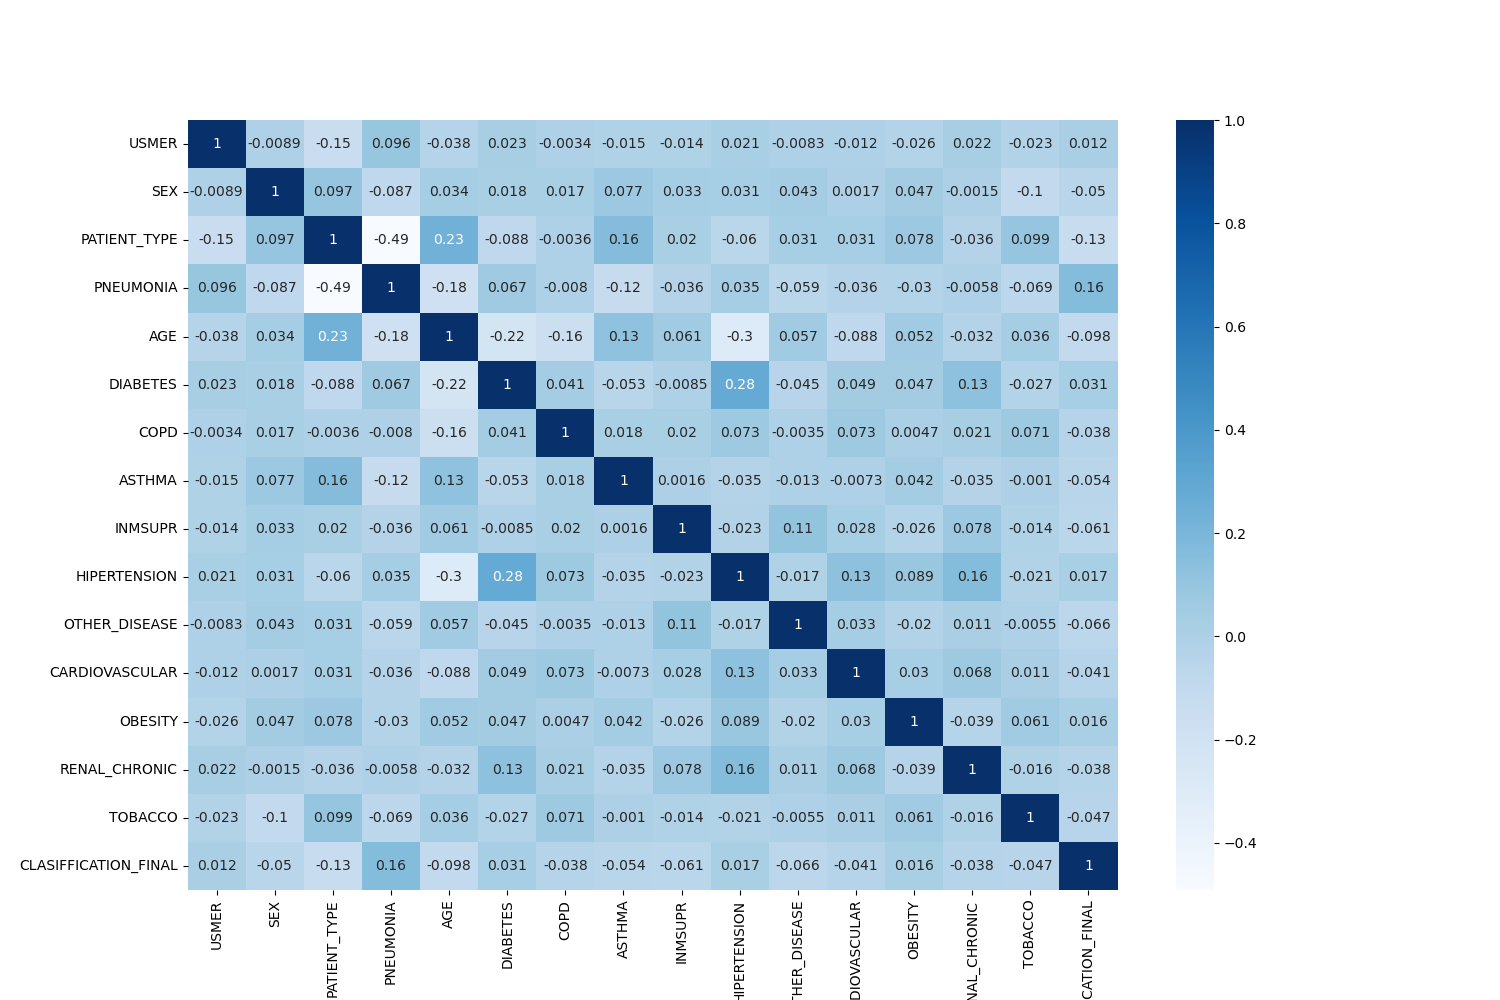 USMER 1 -0.0089 -0.15 0.096 -0.038 0.023 -0.0034 -0.015 -0.014 0.021 -0.0083 -0.012 -0.026 0.022 -0.023 0.012 1.0
SEX -0.0089 1 0.097 -0.087 0.034 0.018 0.017 0.077 0.033 0.031 0.043 0.0017 0.047 -0.0015 -0.1 -0.05
0.8
PATIENT_TYPE -0.15 0.097 1 -0.49 0.23 -0.088 -0.0036 0.16 0.02 -0.06 0.031 0.031 0.078 -0.036 0.099 -0.13
PNEUMONIA 0.096 -0.087 -0.49 1 -0.18 0.067 -0.008 -0.12 -0.036 0.035 -0.059 -0.036 -0.03 -0.0058 -0.069 0.16
0.6
AGE -0.038 0.034 0.23 -0.18 1 -0.22 -0.16 0.13 0.061 -0.3 0.057 -0.088 0.052 -0.032 0.036 -0.098
DIABETES 0.023 0.018 -0.088 0.067 -0.22 1 0.041 -0.053 -0.0085 0.28 -0.045 0.049 0.047 0.13 -0.027 0.031
COPD -0.0034 0.017 -0.0036 -0.008 -0.16 0.041 1 0.018 0.02 0.073 -0.0035 0.073 0.0047 0.021 0.071 -0.038
0.4
ASTHMA -0.015 0.077 0.16 -0.12 0.13 -0.053 0.018 1 0.0016 -0.035 -0.013 -0.0073 0.042 -0.035 -0.001 -0.054
INMSUPR -0.014 0.033 0.02 -0.036 0.061 -0.0085 0.02 0.0016 1 -0.023 0.11 0.028 -0.026 0.078 -0.014 -0.061
0.2
HIPERTENSION 0.021 0.031 -0.06 0.035 -0.3 0.28 0.073 -0.035 -0.023 1 -0.017 0.13 0.089 0.16 -0.021 0.017
OTHER_DISEASE -0.0083 0.043 0.031 -0.059 0.057 -0.045 -0.0035 -0.013 0.11 -0.017 1 0.033 -0.02 0.011 -0.0055 -0.066
0.0
CARDIOVASCULAR -0.012 0.0017 0.031 -0.036 -0.088 0.049 0.073 -0.0073 0.028 0.13 0.033 1 0.03 0.068 0.011 -0.041
OBESITY -0.026 0.047 0.078 -0.03 0.052 0.047 0.0047 0.042 -0.026 0.089 -0.02 0.03 1 -0.039 0.061 0.016
−0.2
RENAL_CHRONIC 0.022 -0.0015 -0.036 -0.0058 -0.032 0.13 0.021 -0.035 0.078 0.16 0.011 0.068 -0.039 1 -0.016 -0.038
TOBACCO -0.023 -0.1 0.099 -0.069 0.036 -0.027 0.071 -0.001 -0.014 -0.021 -0.0055 0.011 0.061 -0.016 1 -0.047
−0.4
CLASIFFICATION_FINAL 0.012 -0.05 -0.13 0.16 -0.098 0.031 -0.038 -0.054 -0.061 0.017 -0.066 -0.041 0.016 -0.038 -0.047 1
USMER
SEX
PATIENT_TYPE
PNEUMONIA
AGE
DIABETES
COPD
ASTHMA
INMSUPR
HIPERTENSION
THER_DISEASE
DIOVASCULAR
OBESITY
NAL_CHRONIC
TOBACCO
CATION_FINAL